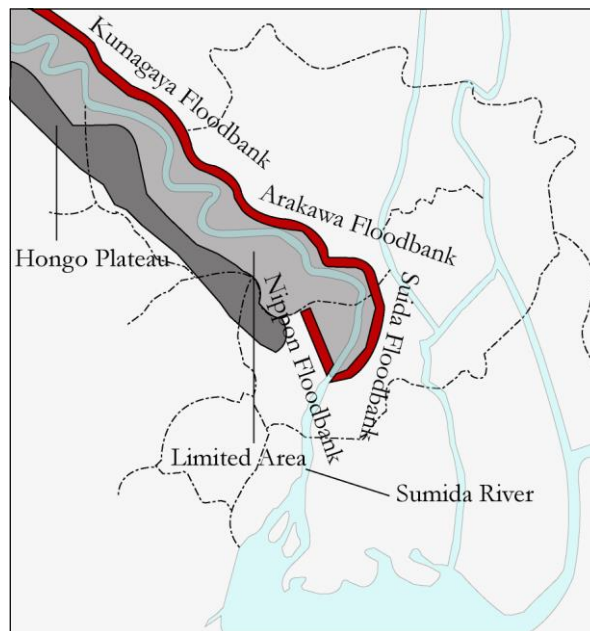 Kumagaya Floodbank
Arakawa Floodbank
Hongo Plateau
Nippon Floodbank
Suida Floodbank
Limited Area
Sumida River